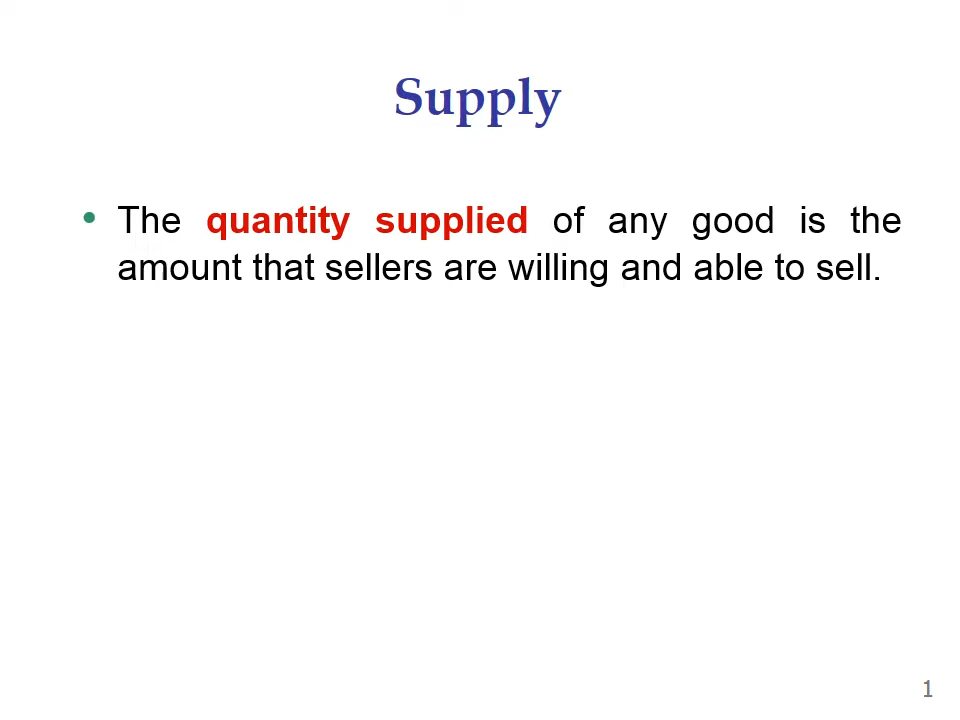 Supply
• The quantity supplied of any good is the
amount that sellers are willing and able to sell.
1